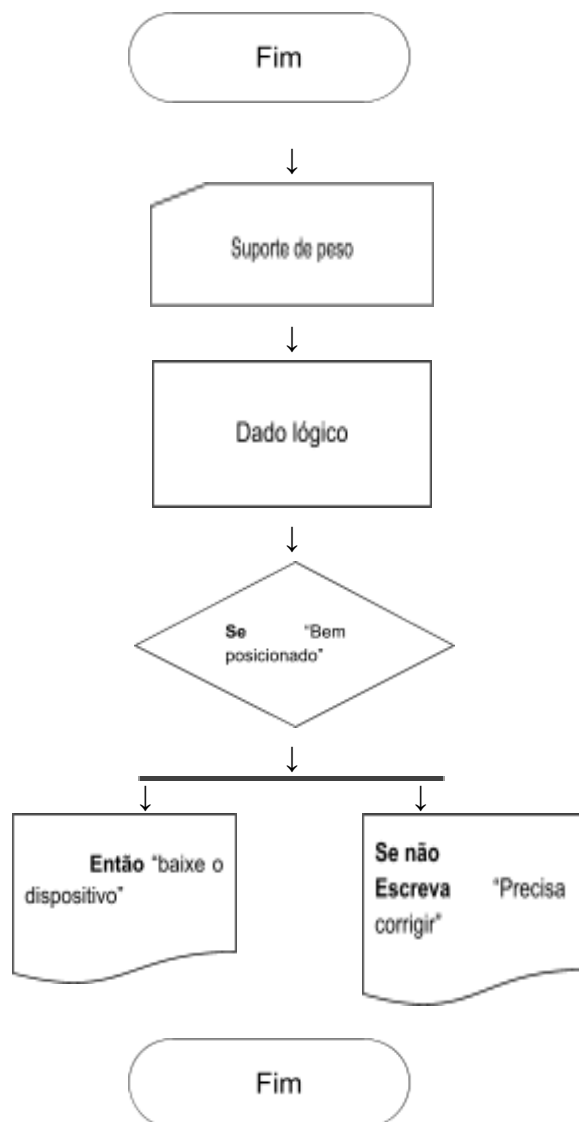 Fim
↓
Suporte de peso
↓
Dado lógico
↓
Se "Bem
posicionado"
↓
↓ ↓
Então "baixe o
dispositivo"
Se não
Escreva "Precisa
corrigir"
Fim